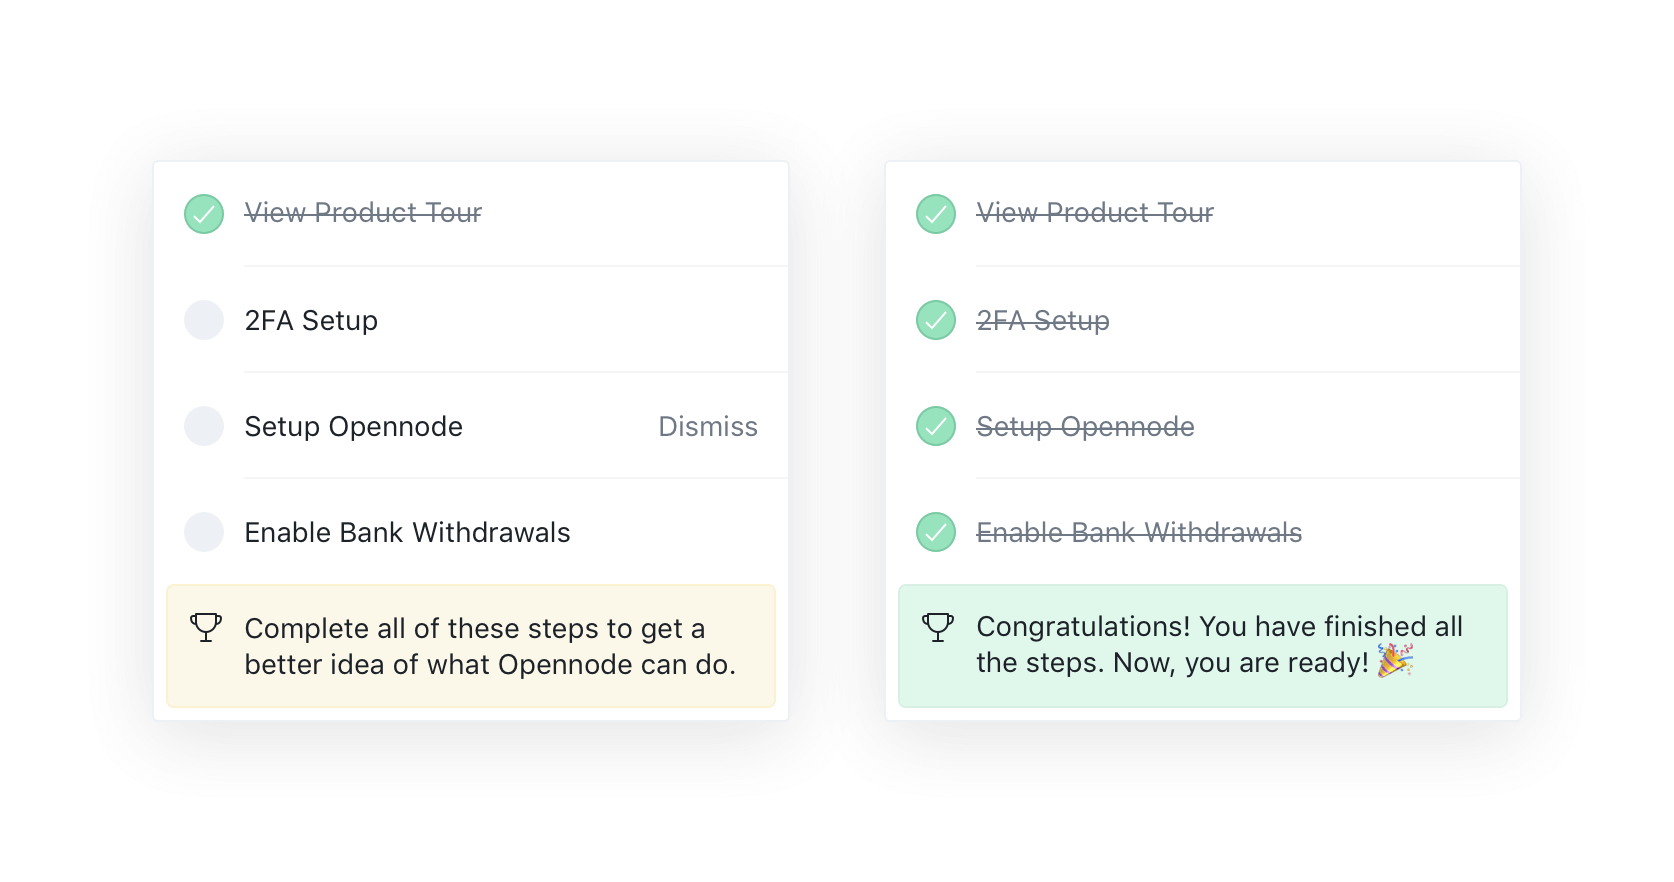 View Product Tour
2FA Setup
Setup Opennode
Dismiss
Enable Bank Withdrawals
Complete all of these steps to get a
better idea of what Opennode can do.
View Product Tour
2FA Setup
Setup Opennode
Enable Bank Withdrawals
Congratulations! You have finished all
the steps. Now, you are ready! 🎉